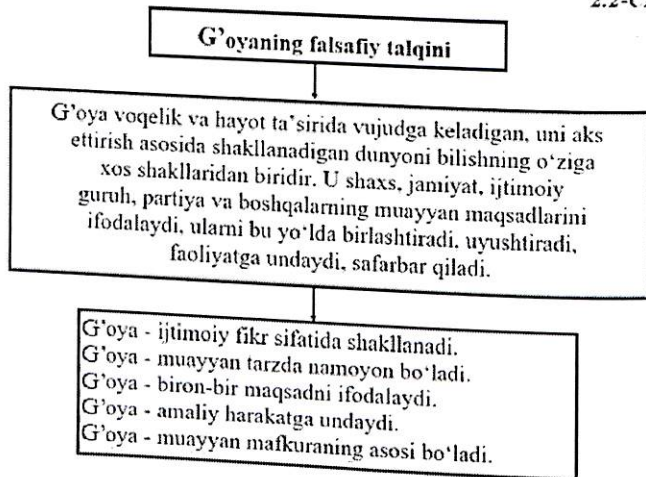 G'oyaning falsafiy talqini
G'oya voqelik va hayot ta'sirida vujudga keladigan, uni aks
ettirish asosida shakllanadigan dunyoni bilishning o'ziga
xos shakllaridan biridir. U shaxs, jamiyat, ijtimoiy
guruh, partiya va boshqalarning muayyan maqsadlarini
ifodalaydi, ularni bu yo'lda birlashtiradi. uyushtiradi,
faoliyatga undaydi, safarbar qiladi.
G'oya - ijtimoiy fikr sifatida shakllanadi.
G'oya - muayyan tarzda namoyon bo'ladi.
G'oya - biron-bir maqsadni ifodalaydi.
G'oya - amaliy harakatga undaydi.
G'oya - muayyan mafkuraning asosi bo'ladi.